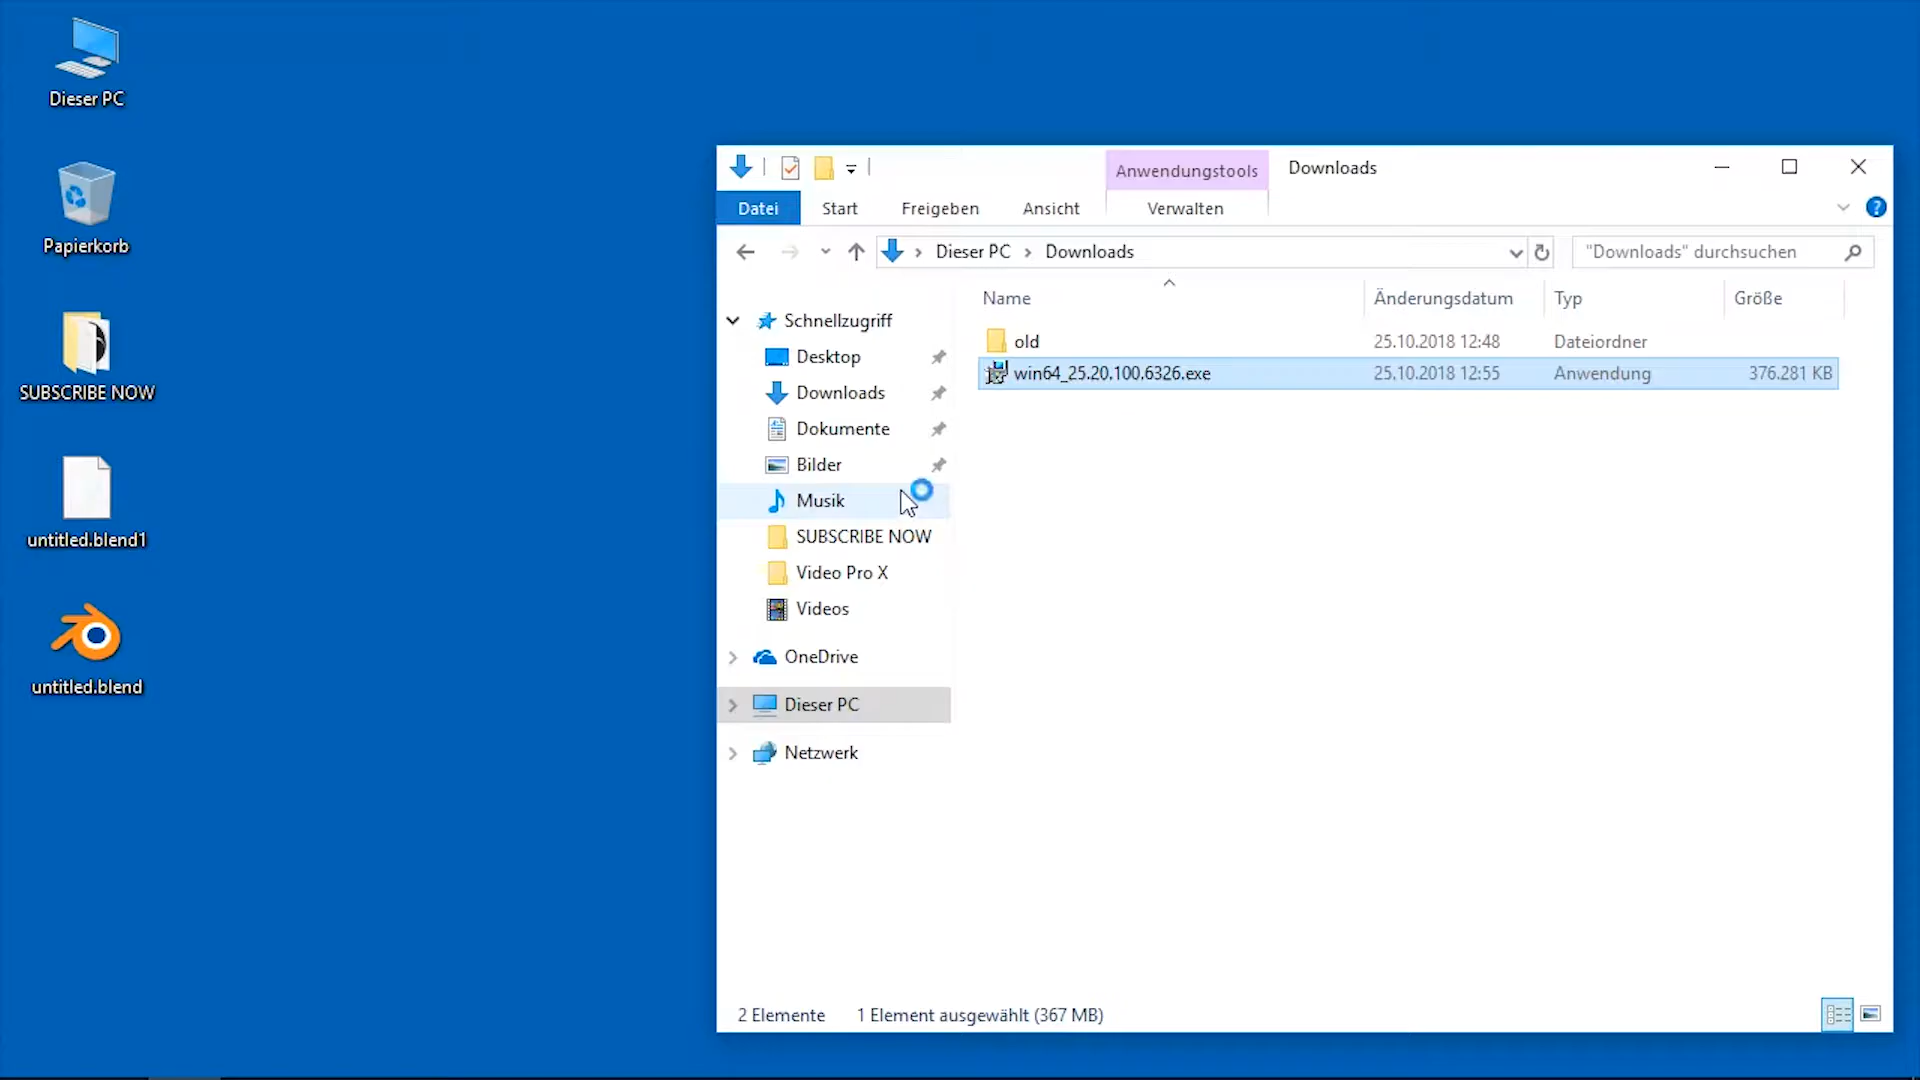 Dieser PC
Papierkorb
SUBSCRIBE NOW
untitled.blend1
untitled.blend
Anwendungstools
Downloads
Datei
Start
Freigeben
Ansicht
Verwalten
?
Dieser PC
Downloads
"Downloads" durchsuchen
Name
Änderungsdatum
Typ
Größe
old
25.10.2018 12:48
Dateiordner
win64_25.20.100.6326.exe
25.10.2018 12:55
Anwendung
376.281 KB
Schnellzugriff
Desktop
Downloads
Dokumente
Bilder
Musik
SUBSCRIBE NOW
Video Pro X
Videos
OneDrive
Dieser PC
Netzwerk
2 Elemente
1 Element ausgewählt (367 MB)